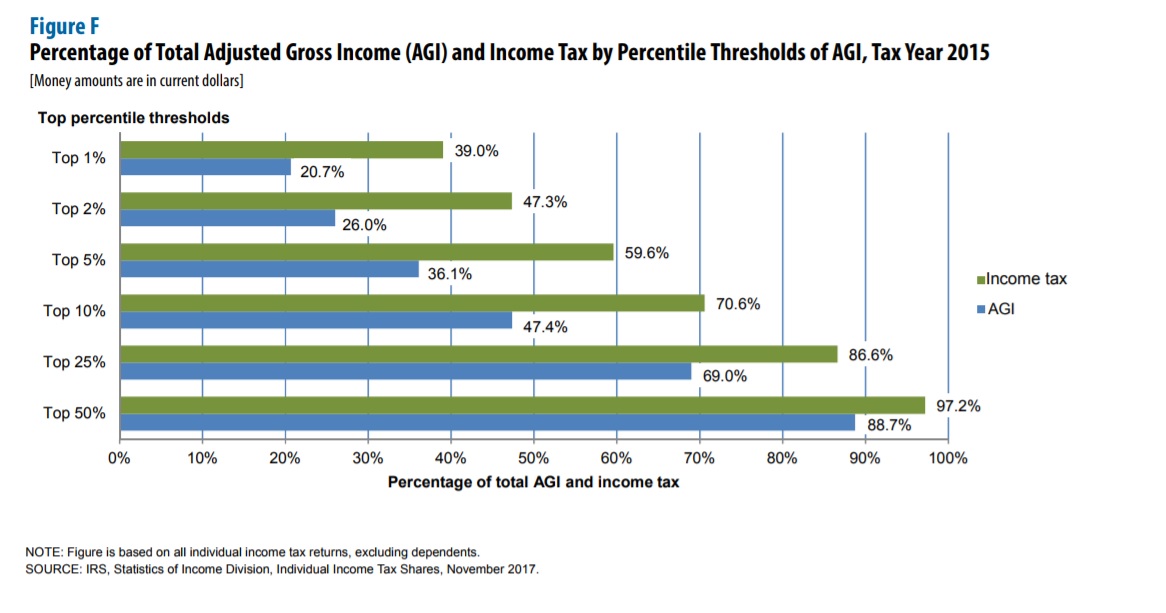 Figure F
Percentage of Total Adjusted Gross Income (AGI) and Income Tax by Percentile Thresholds of AGI, Tax Year 2015
[Money amounts are in current dollars]
Top percentile thresholds
Top 1%
39.0%
20.7%
Top 2%
47.3%
26.0%
Top 5%
59.6%
36.1%
Top 10%
70.6%
47.4%
Top 25%
86.6%
69.0%
Top 50%
97.2%
88.7%
Income tax
AGI
0% 10% 20% 30% 40% 50% 60% 70% 80% 90% 100%
Percentage of total AGI and income tax
NOTE: Figure is based on all individual income tax returns, excluding dependents.
SOURCE: IRS, Statistics of Income Division, Individual Income Tax Shares, November 2017.